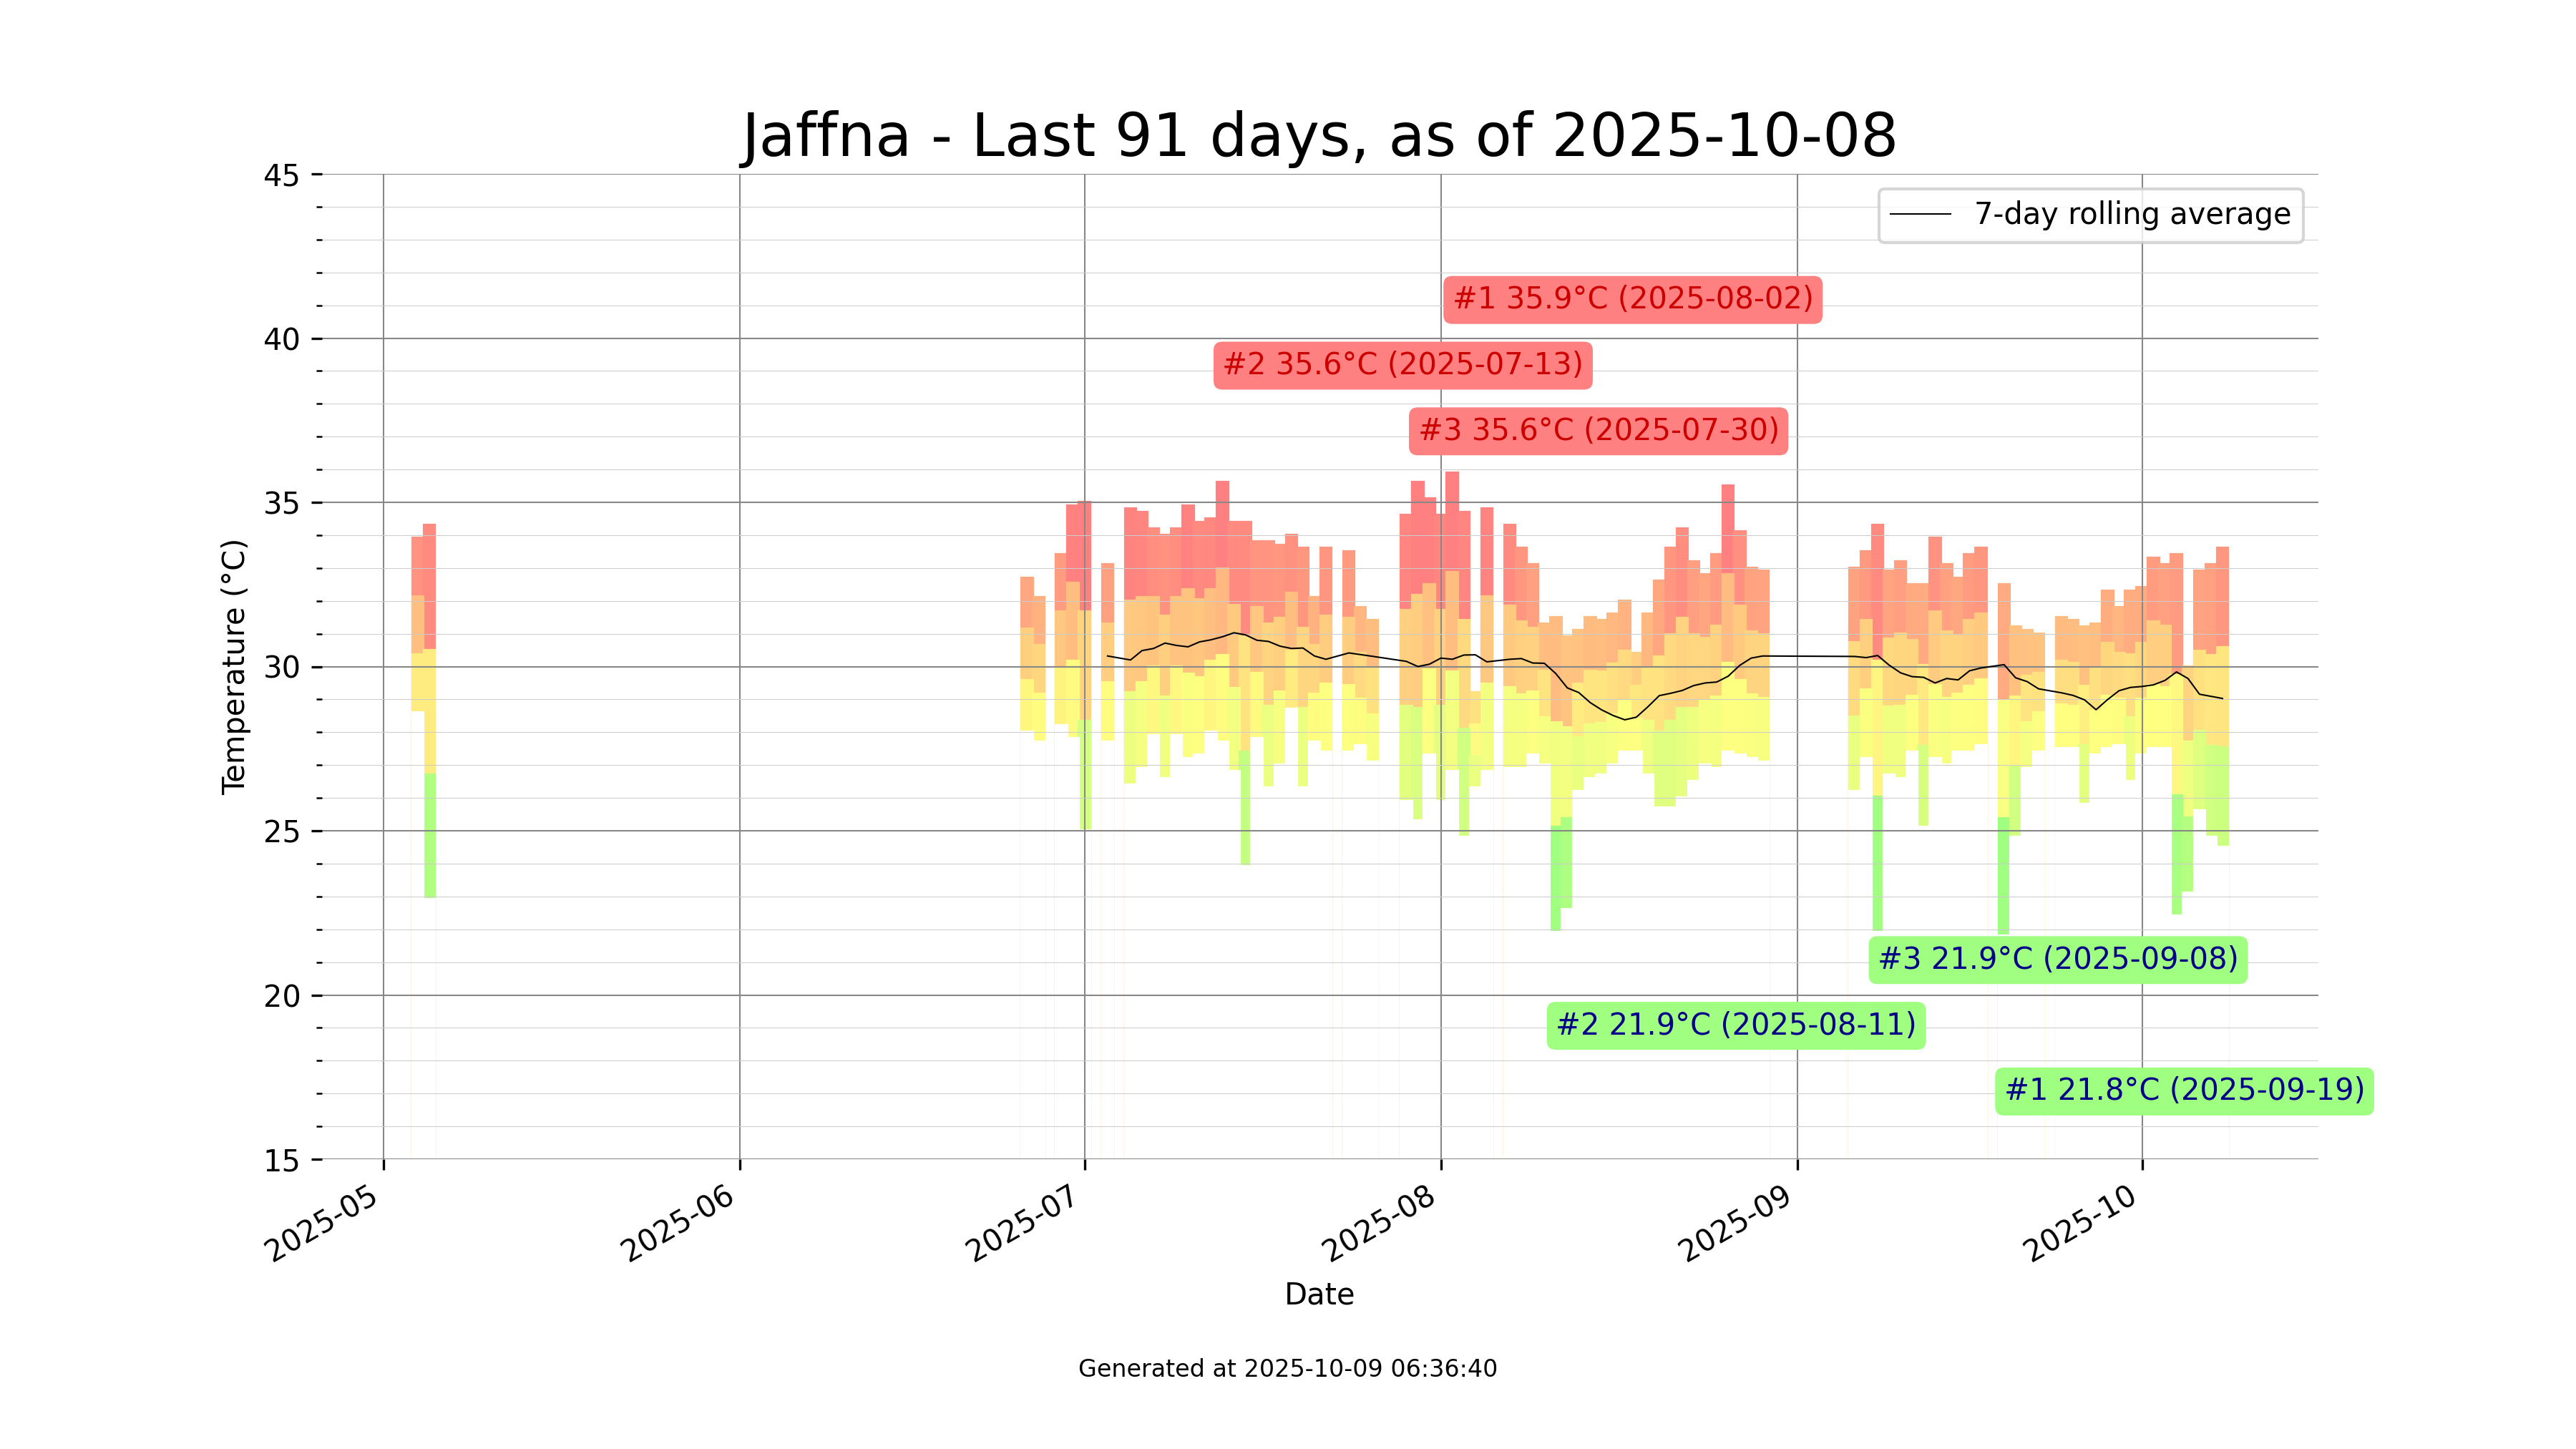 Jaffna - Last 91 days, as of 2025-10-08
7-day rolling average
#1 35.9°C (2025-08-02)
#2 35.6°C (2025-07-13)
#3 35.6°C (2025-07-30)
#3 21.9°C (2025-09-08)
#2 21.9°C (2025-08-11)
#1 21.8°C (2025-09-19)
Temperature (°C)
45
40
35
30
25
20
15
2025-05
2025-06
2025-07
2025-08
2025-09
2025-10
Date
Generated at 2025-10-09 06:36:40